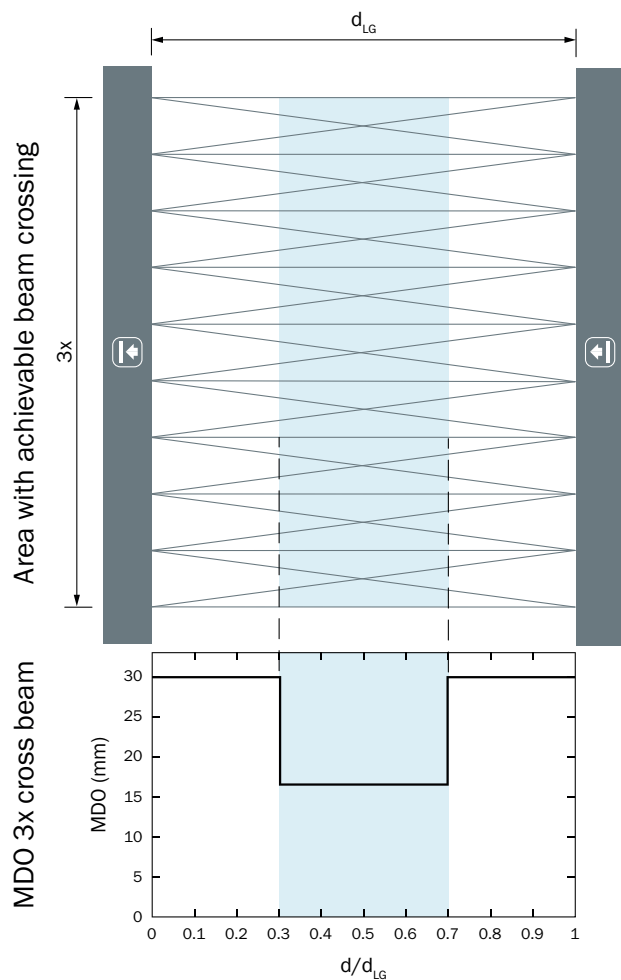 d_LG
Area with achievable beam crossing
3x
MDO 3x cross beam
MDO (mm)
30
25
20
15
10
5
0
0 0.1 0.2 0.3 0.4 0.5 0.6 0.7 0.8 0.9 1
d/d_LG